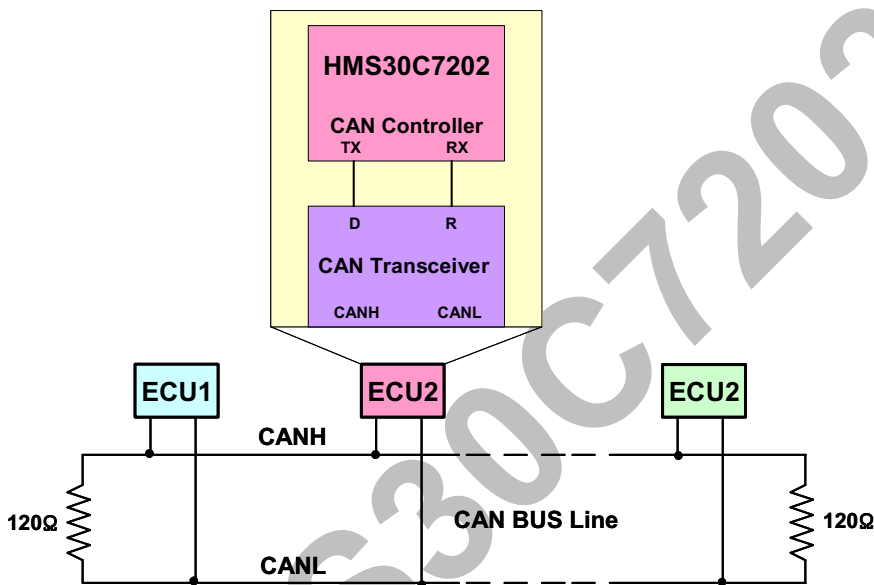 HMS30C7202
CAN Controller
TX RX
D R
CAN Transceiver
CANH CANL
ECU1 ECU2 ECU2
CANH
120Ω CAN BUS Line 120Ω
CANL
S30C7202